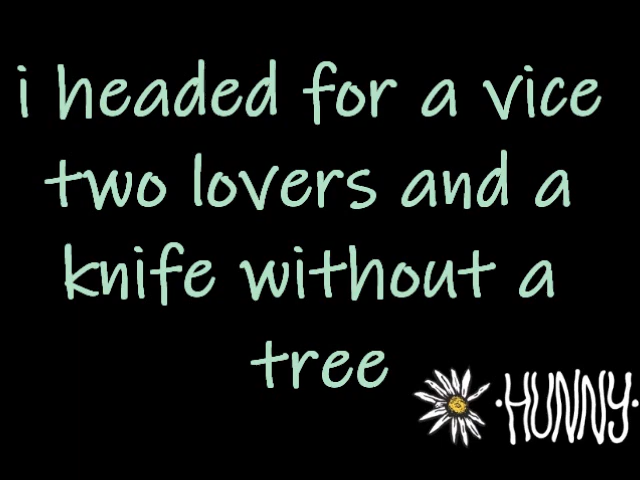 i headed for a vice
two lovers and a
knife without a
tree
·HUNNY·